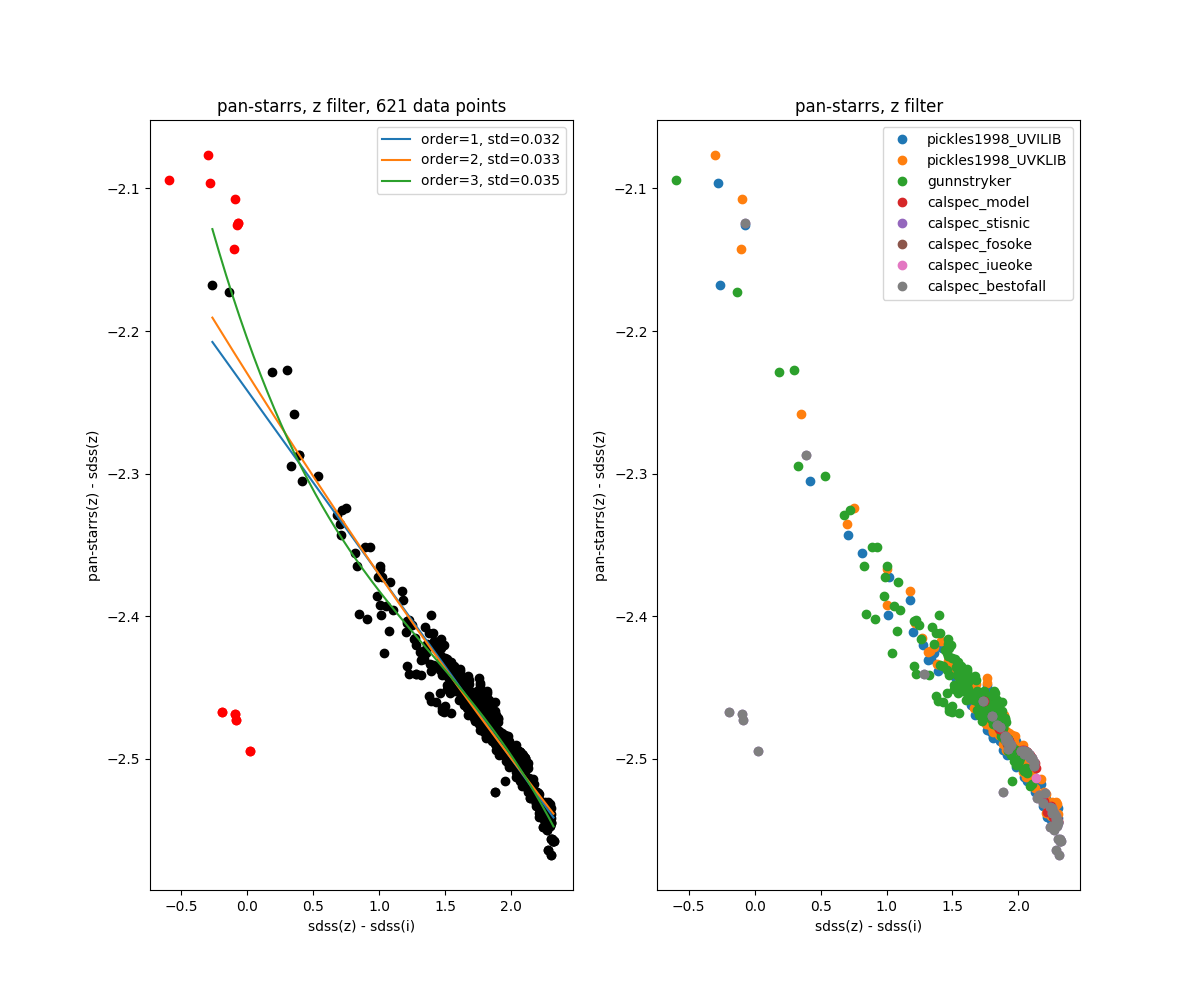 pan-starrs, z filter, 621 data points
order=1, std=0.032
order=2, std=0.033
order=3, std=0.035
−2.1
−2.2
−2.3
−2.4
−2.5
pan-starrs(z) - sdss(z)
−0.5
0.0
0.5
1.0
1.5
2.0
sdss(z) - sdss(i)
pan-starrs, z filter
pickles1998_UVILIB
pickles1998_UVKLIB
gunnstryker
calspec_model
calspec_stisnic
calspec_fosoke
calspec_iueoke
calspec_bestofall
−2.1
−2.2
−2.3
−2.4
−2.5
pan-starrs(z) - sdss(z)
−0.5
0.0
0.5
1.0
1.5
2.0
sdss(z) - sdss(i)